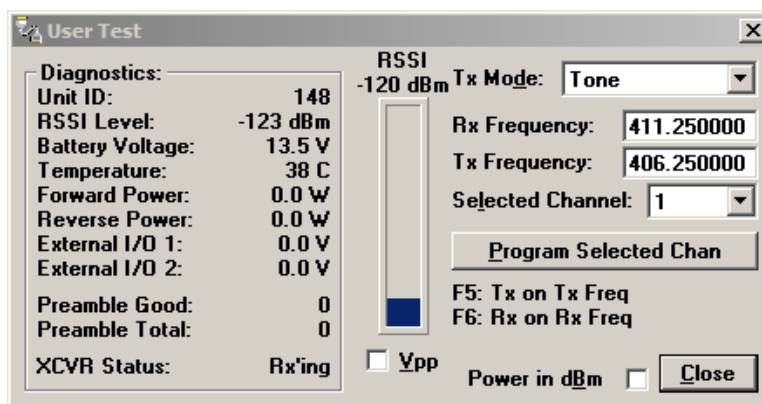 User Test
Diagnostics:
Unit ID: 148
RSSI Level: -123 dBm
Battery Voltage: 13.5 V
Temperature: 38 C
Forward Power: 0.0 W
Reverse Power: 0.0 W
External I/O 1: 0.0 V
External I/O 2: 0.0 V
Preamble Good: 0
Preamble Total: 0
XCVR Status: Rx'ing
RSSI
-120 dBm
Vpp
Tx Mode: Tone
Rx Frequency: 411.250000
Tx Frequency: 406.250000
Selected Channel: 1
Program Selected Chan
F5: Tx on Tx Freq
F6: Rx on Rx Freq
Power in dBm
Close